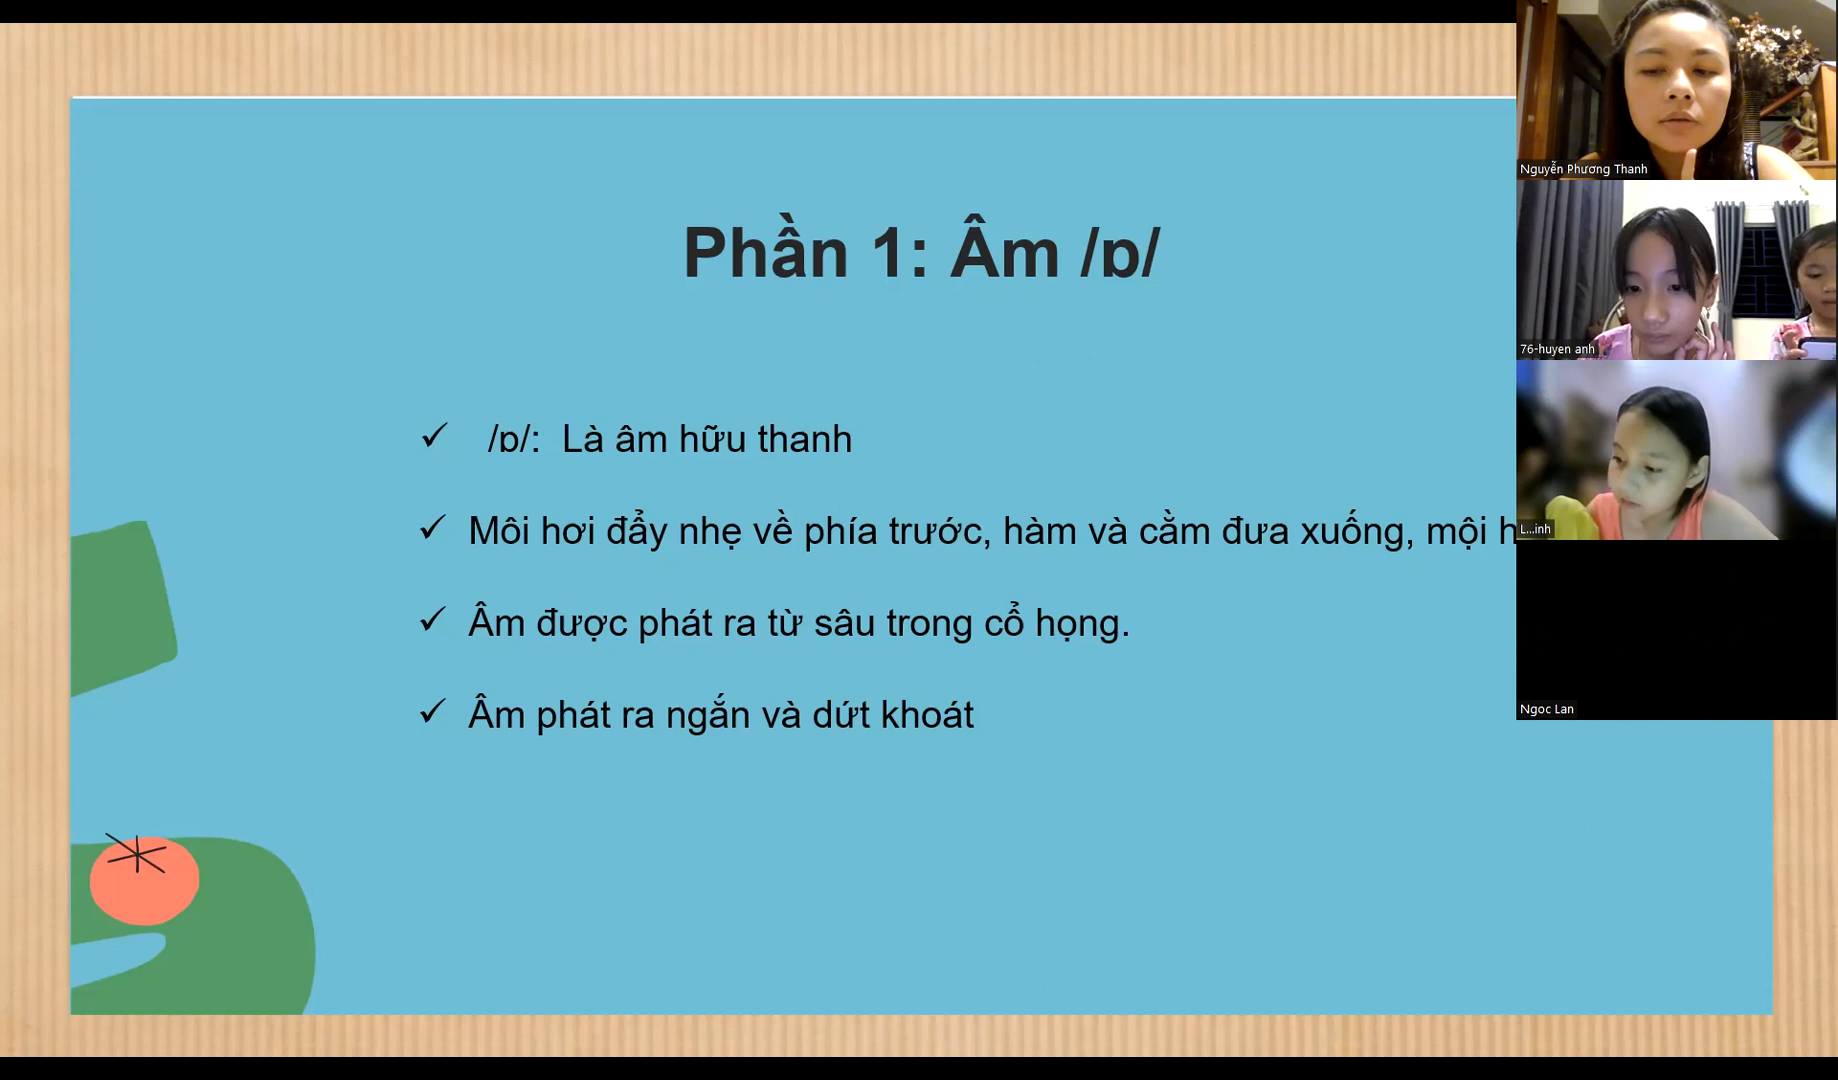 Phần 1: Âm /ɒ/
/ɒ/: Là âm hữu thanh
Môi hơi đẩy nhẹ về phía trước, hàm và cằm đưa xuống, mội h
Âm được phát ra từ sâu trong cổ họng.
Âm phát ra ngắn và dứt khoát
Nguyễn Phương Thanh
76-huyen anh
L...inh
Ngoc Lan